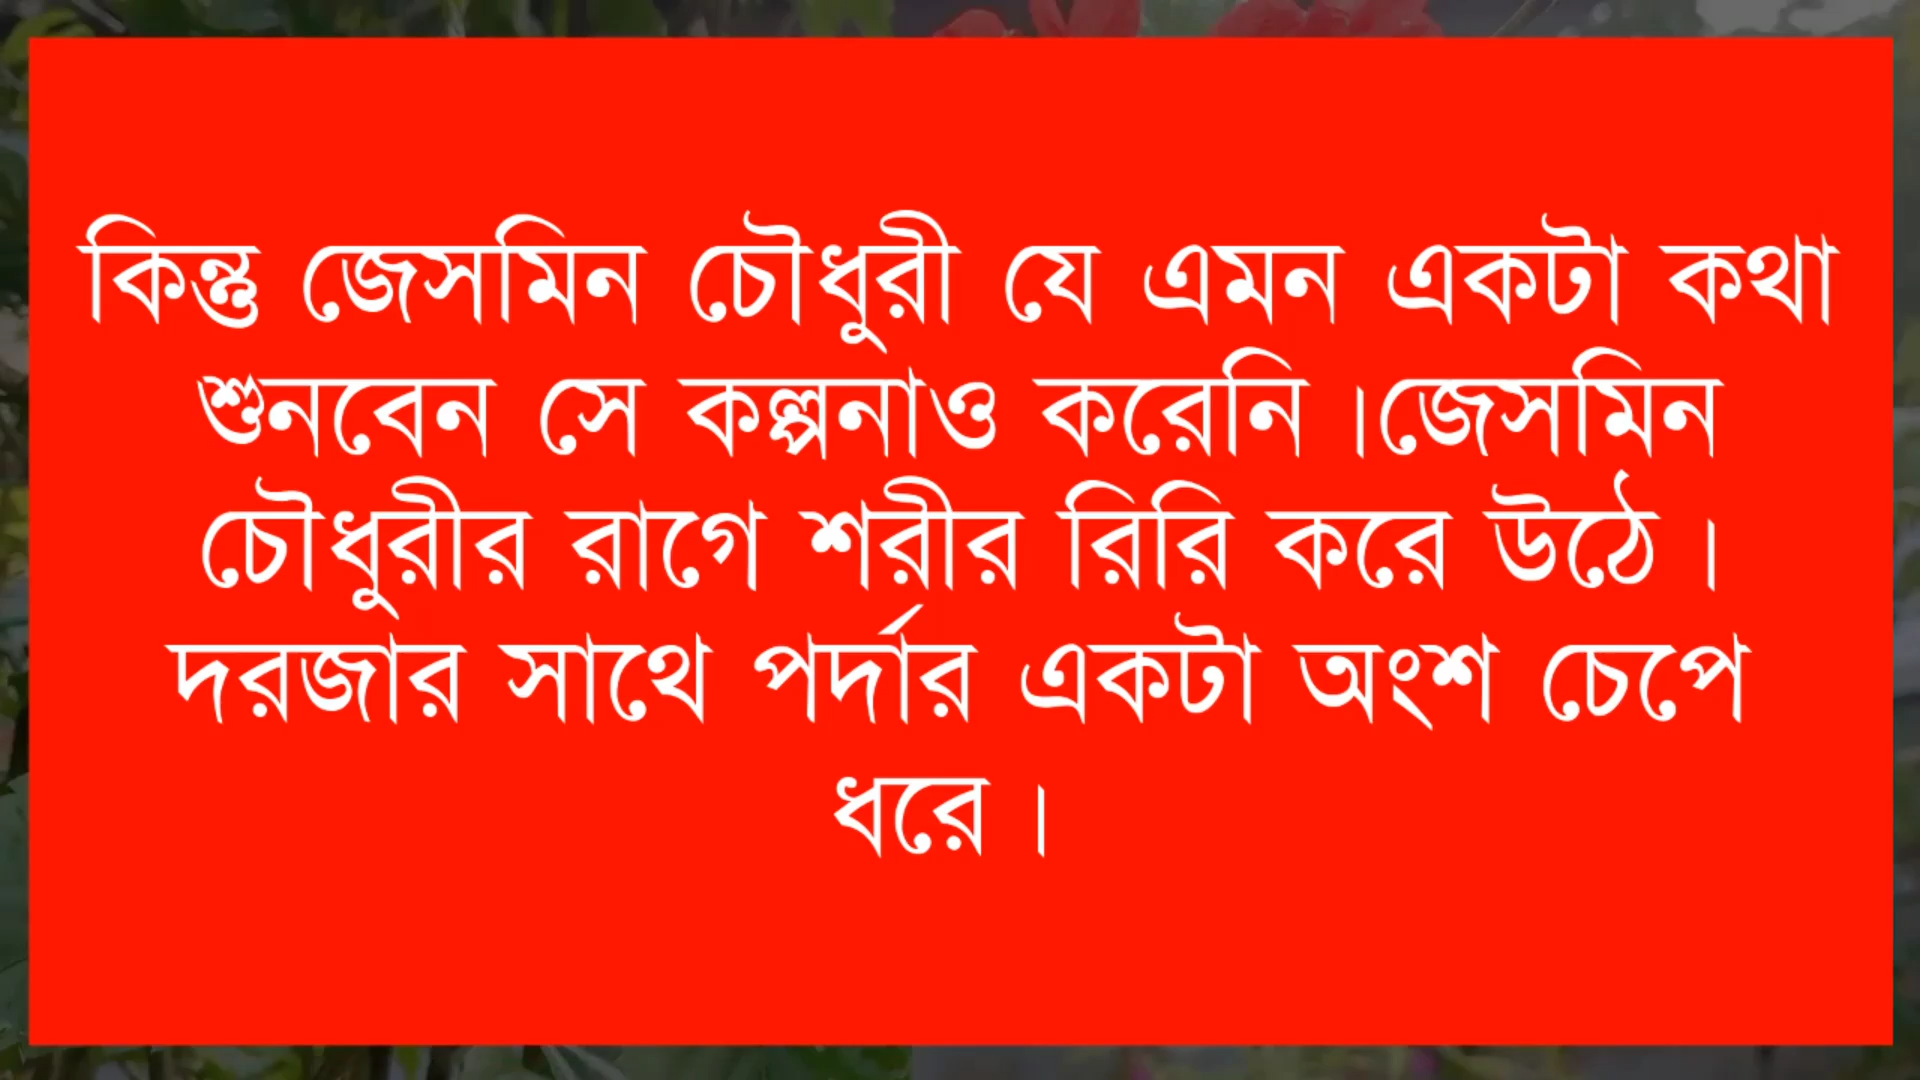 কিন্তু জেসমিন চৌধুরী যে এমন একটা কথা
শুনবেন সে কল্পনাও করেনি ।জেসমিন
চৌধুরীর রাগে শরীর রিরি করে উঠে ।
দরজার সাথে পর্দার একটা অংশ চেপে
ধরে ।